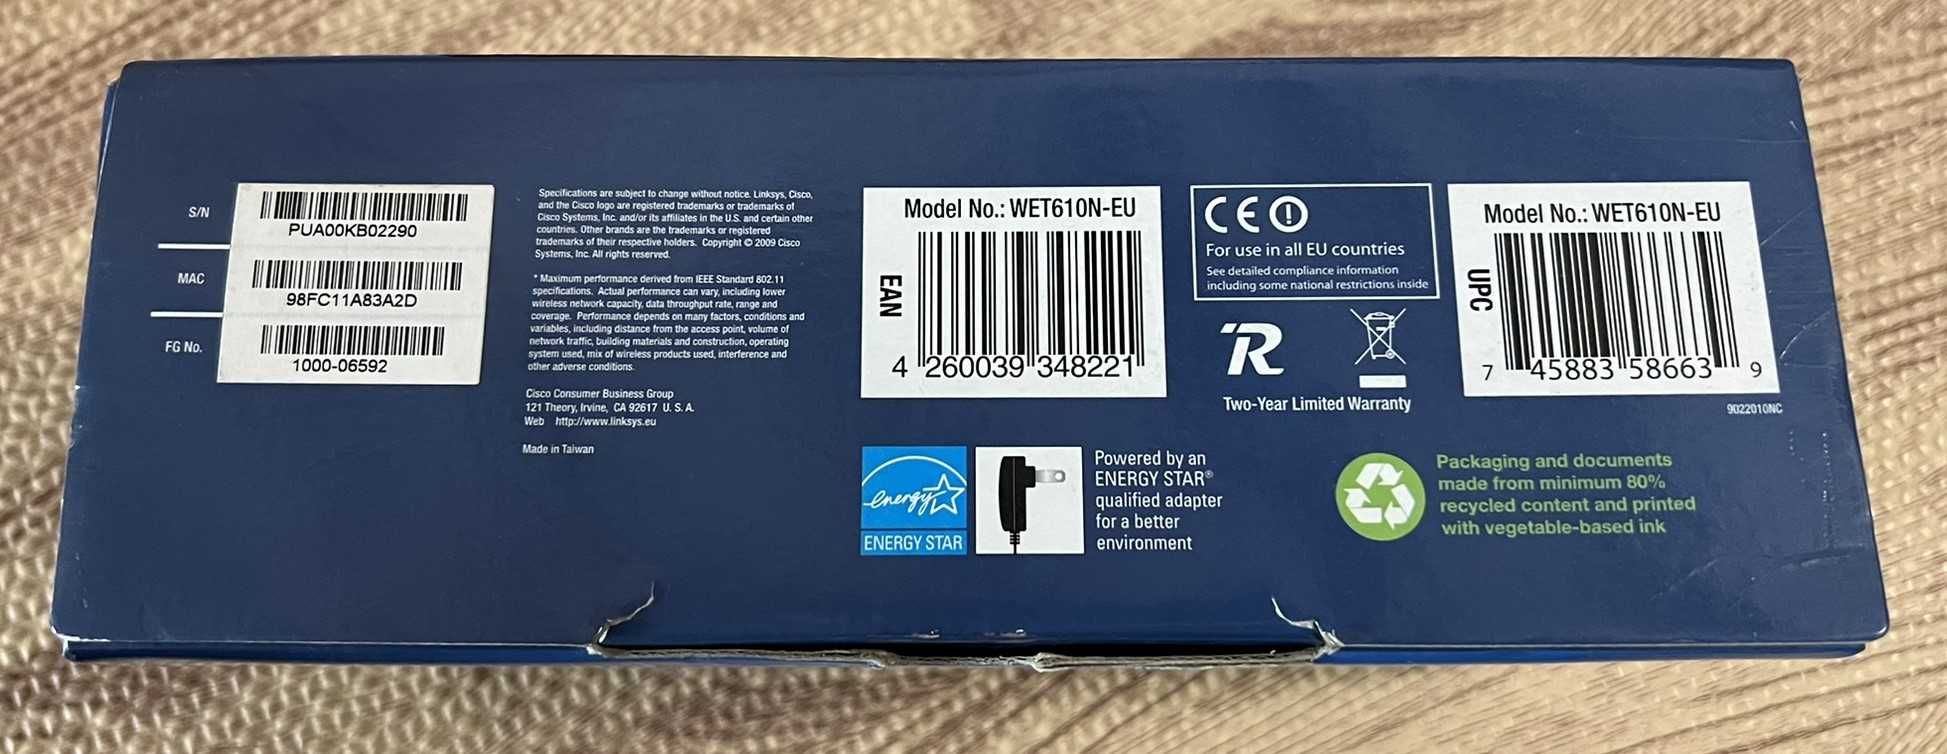 S/N
PUA00KB02290
MAC
98FC11A83A2D
FG No.
1000-06592
Specifications are subject to change without notice. Linksys, Cisco,
and the Cisco logo are registered trademarks or trademarks of
Cisco Systems, Inc. and/or its affiliates in the U.S. and certain other
countries. Other brands are the trademarks or registered
trademarks of their respective holders. Copyright © 2009 Cisco
Systems, Inc. All rights reserved.
* Maximum performance derived from IEEE Standard 802.11
specifications. Actual performance can vary, including lower
wireless network capacity, data throughput rate, range and
coverage. Performance depends on many factors, conditions and
variables, including distance from the access point, volume of
network traffic, building materials and construction, operating
system used, mix of wireless products used, interference and
other adverse conditions.
Cisco Consumer Business Group
121 Theory, Irvine, CA 92617 U. S. A.
Web http://www.linksys.eu
Made in Taiwan
Model No.: WET610N-EU
EAN
4 260039 348221
CE
For use in all EU countries
See detailed compliance information
including some national restrictions inside
R
Two-Year Limited Warranty
Model No.: WET610N-EU
UPC
7 45883 58663 9
9022010NC
energy
ENERGY STAR
Powered by an
ENERGY STAR®
qualified adapter
for a better
environment
Packaging and documents
made from minimum 80%
recycled content and printed
with vegetable-based ink